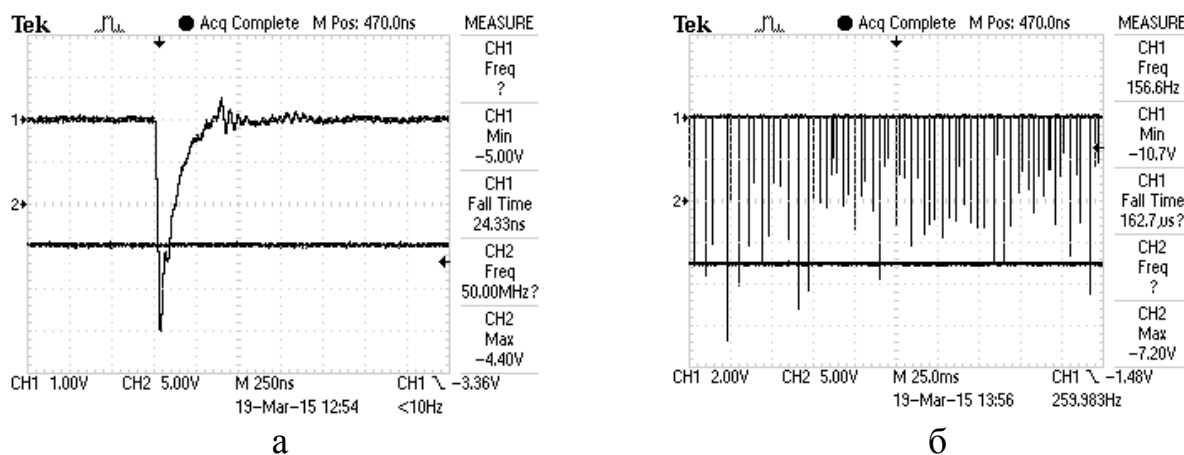 Tek Acq Complete M Pos: 470.0ns MEASURE
CH1
Freq
?
1
CH1
Min
-5.00V
CH1
Fall Time
24.33ns
2
CH2
Freq
50.00MHz?
CH2
Max
-4.40V
CH1 1.00V CH2 5.00V M 250ns CH1 \ -3.36V
19-Mar-15 12:54 <10Hz
а
Tek Acq Complete M Pos: 470.0ns MEASURE
CH1
Freq
156.6Hz
1
CH1
Min
-10.7V
CH1
Fall Time
162.7us?
2
CH2
Freq
?
CH2
Max
-7.20V
CH1 2.00V CH2 5.00V M 25.0ms CH1 \ -1.48V
19-Mar-15 13:56 259.983Hz
б